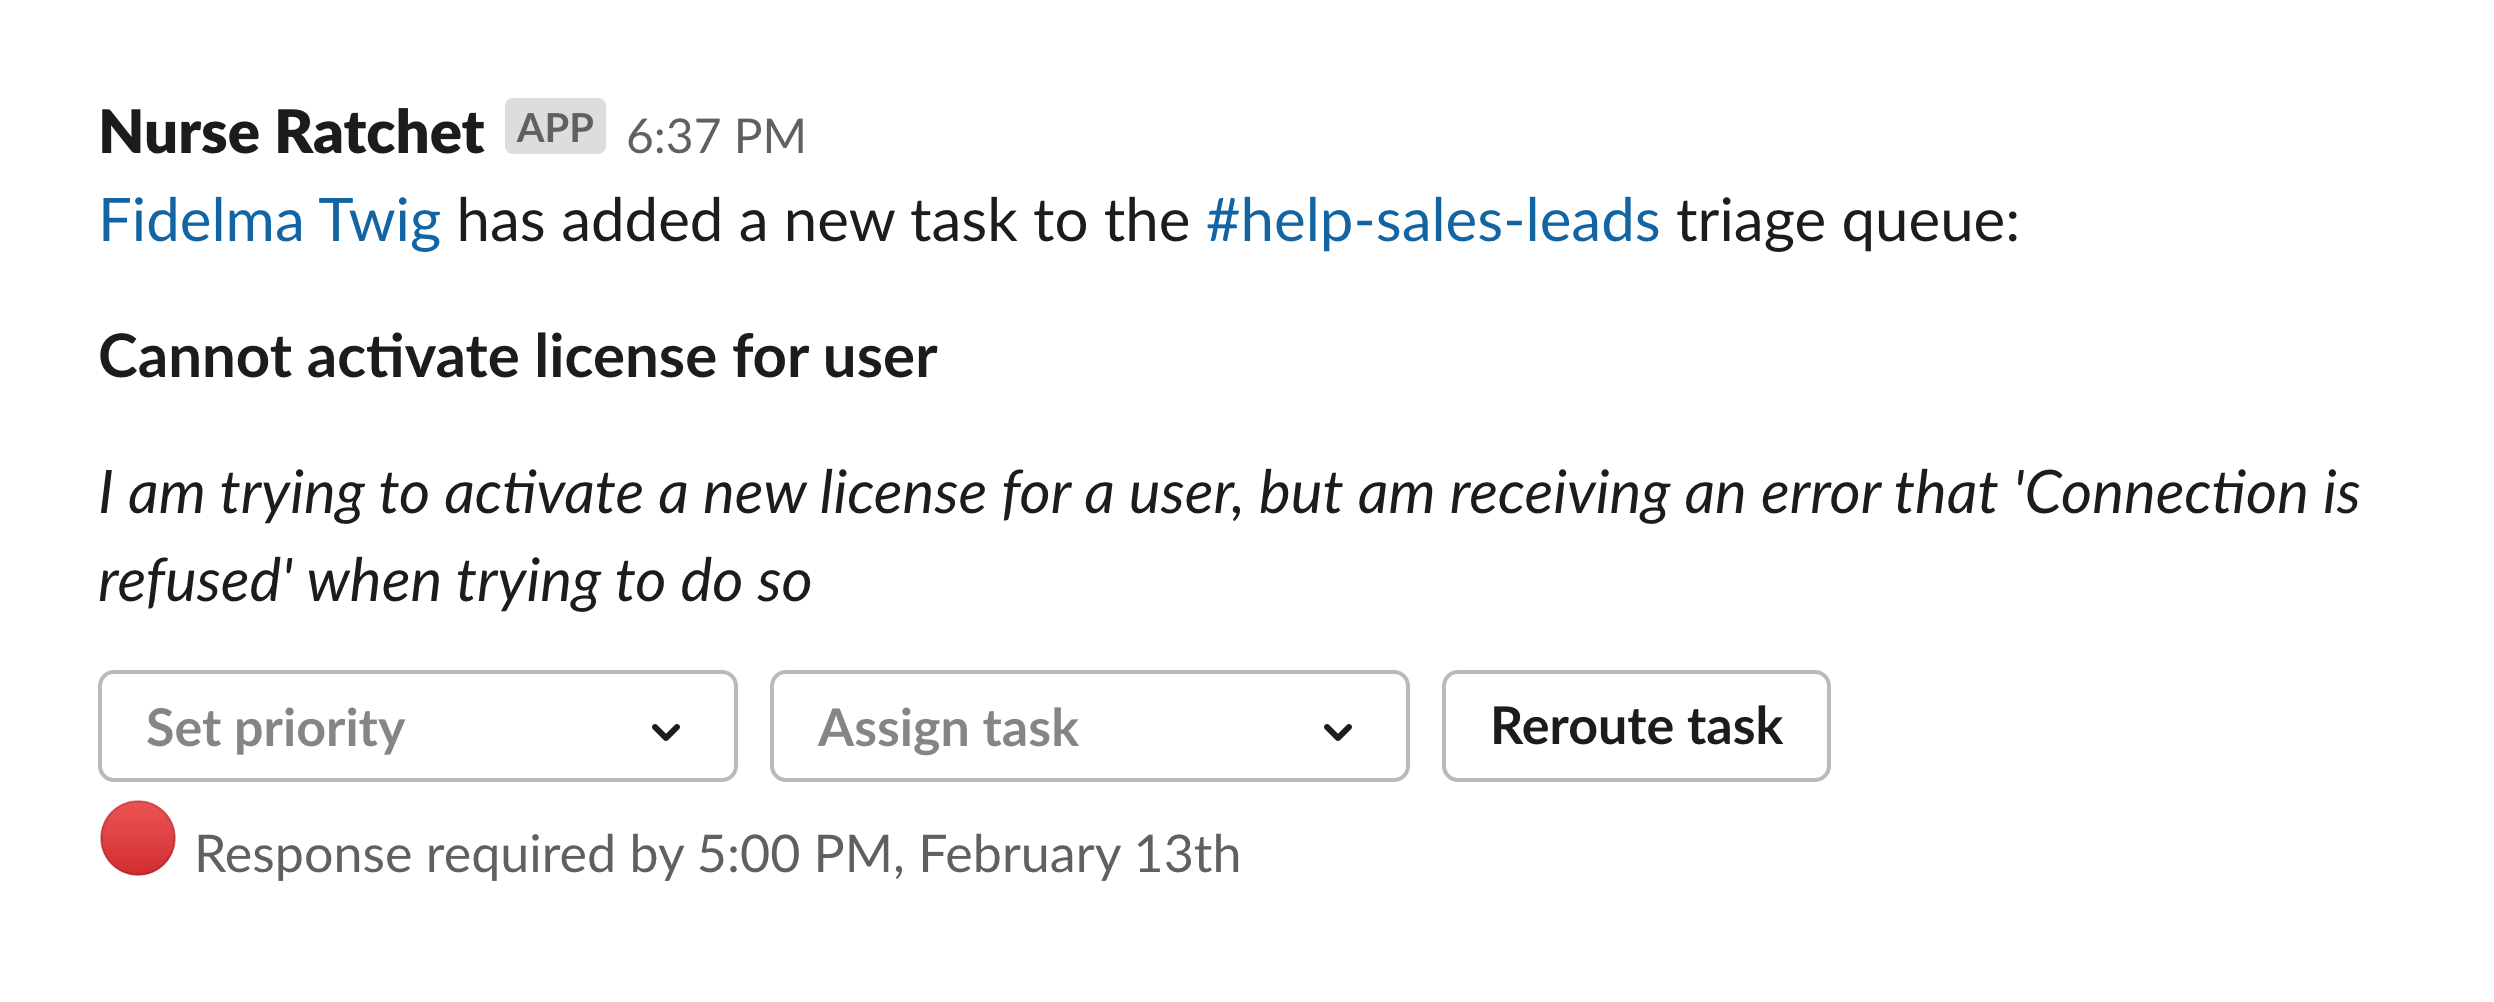 Nurse Ratchet APP 6:37 PM
Fidelma Twig has added a new task to the #help-sales-leads triage queue:
Cannot activate license for user
I am trying to activate a new license for a user, but am receiving an error that 'Connection is
refused' when trying to do so
Set priority Assign task Reroute task
Response required by 5:00 PM, February 13th